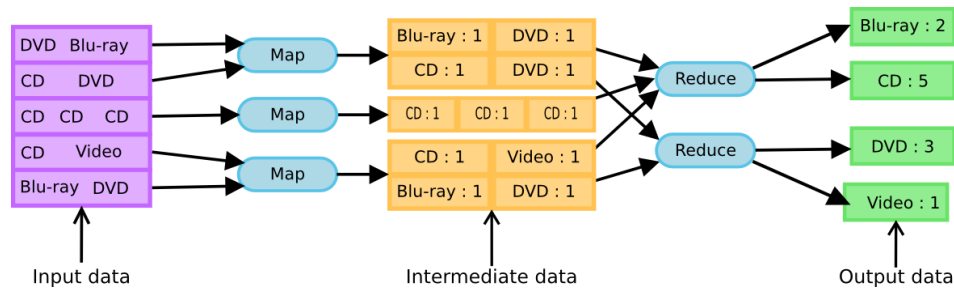 DVD Blu-ray
CD DVD
CD CD CD
CD Video
Blu-ray DVD
Input data
Map
Map
Map
Blu-ray : 1 DVD : 1
CD : 1 DVD : 1
CD:1 CD:1 CD:1
CD : 1 Video : 1
Blu-ray : 1 DVD : 1
Intermediate data
Reduce
Reduce
Blu-ray : 2
CD : 5
DVD : 3
Video : 1
Output data